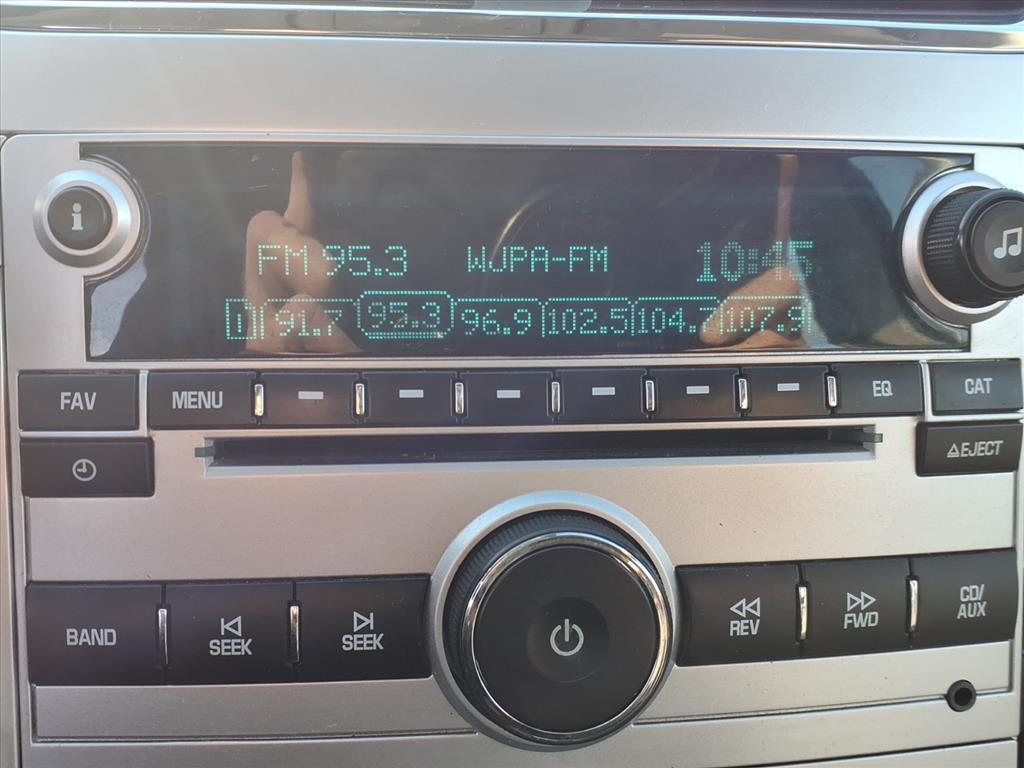 i
FM 95.3 WJPA-FM 10:45
91.7 95.3 96.9 102.5 104.7 107.9
FAV MENU EQ CAT
EJECT
BAND SEEK SEEK REV FWD CD/
AUX